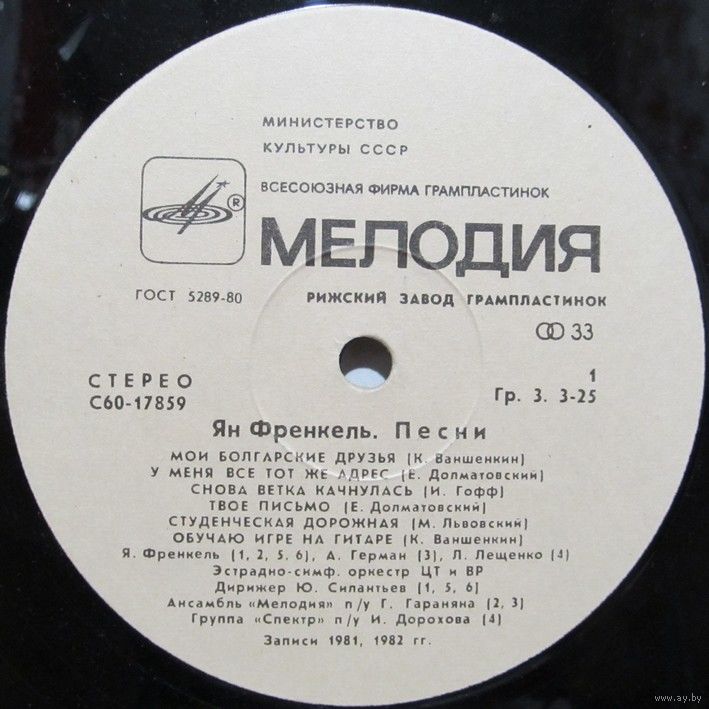 МИНИСТЕРСТВО
КУЛЬТУРЫ СССР
ВСЕСОЮЗНАЯ ФИРМА ГРАМПЛАСТИНОК
®
МЕЛОДИЯ
ГОСТ 5289-80
РИЖСКИЙ ЗАВОД ГРАМПЛАСТИНОК
33
СТЕРЕО
1
С60-17859
Гр. 3. 3-25
Ян Френкель. Песни
МОИ БОЛГАРСКИЕ ДРУЗЬЯ (К. Ваншенкин)
У МЕНЯ ВСЕ ТОТ ЖЕ АДРЕС (Е. Долматовский)
СНОВА ВЕТКА КАЧНУЛАСЬ (И. Гофф)
ТВОЕ ПИСЬМО (Е. Долматовский)
СТУДЕНЧЕСКАЯ ДОРОЖНАЯ (М. Львовский)
ОБУЧАЮ ИГРЕ НА ГИТАРЕ (К. Ваншенкин)
Я. Френкель (1, 2, 5, 6), А. Герман (3), Л. Лещенко (4)
Эстрадно-симф. оркестр ЦТ и ВР
Дирижер Ю. Силантьев (1, 5, 6)
Ансамбль «Мелодия» п/у Г. Гараняна (2, 3)
Группа «Спектр» п/у И. Дорохова (4)
Записи 1981, 1982 гг.
www.ay.by